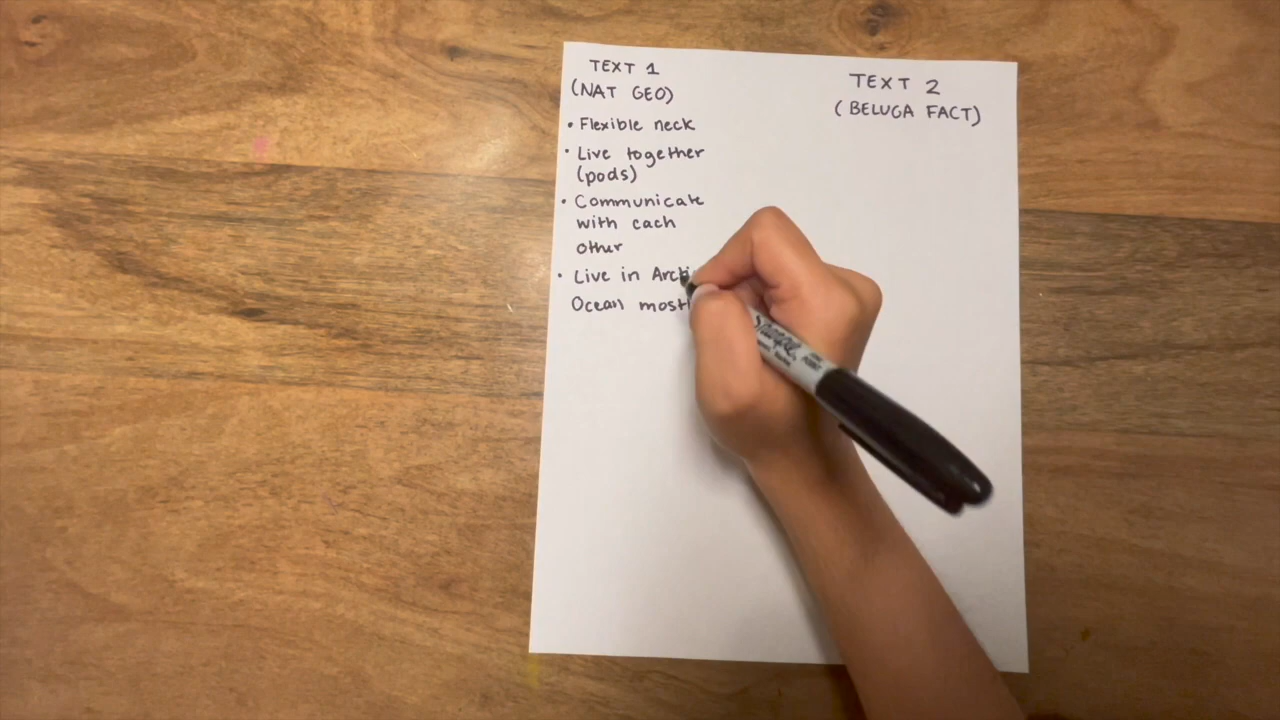 TEXT 1
(NAT GEO)
• Flexible neck
• Live together
(pods)
• Communicate
with each
other
• Live in
Ocean
TEXT 2
(BELUGA FACT)
Sharpie